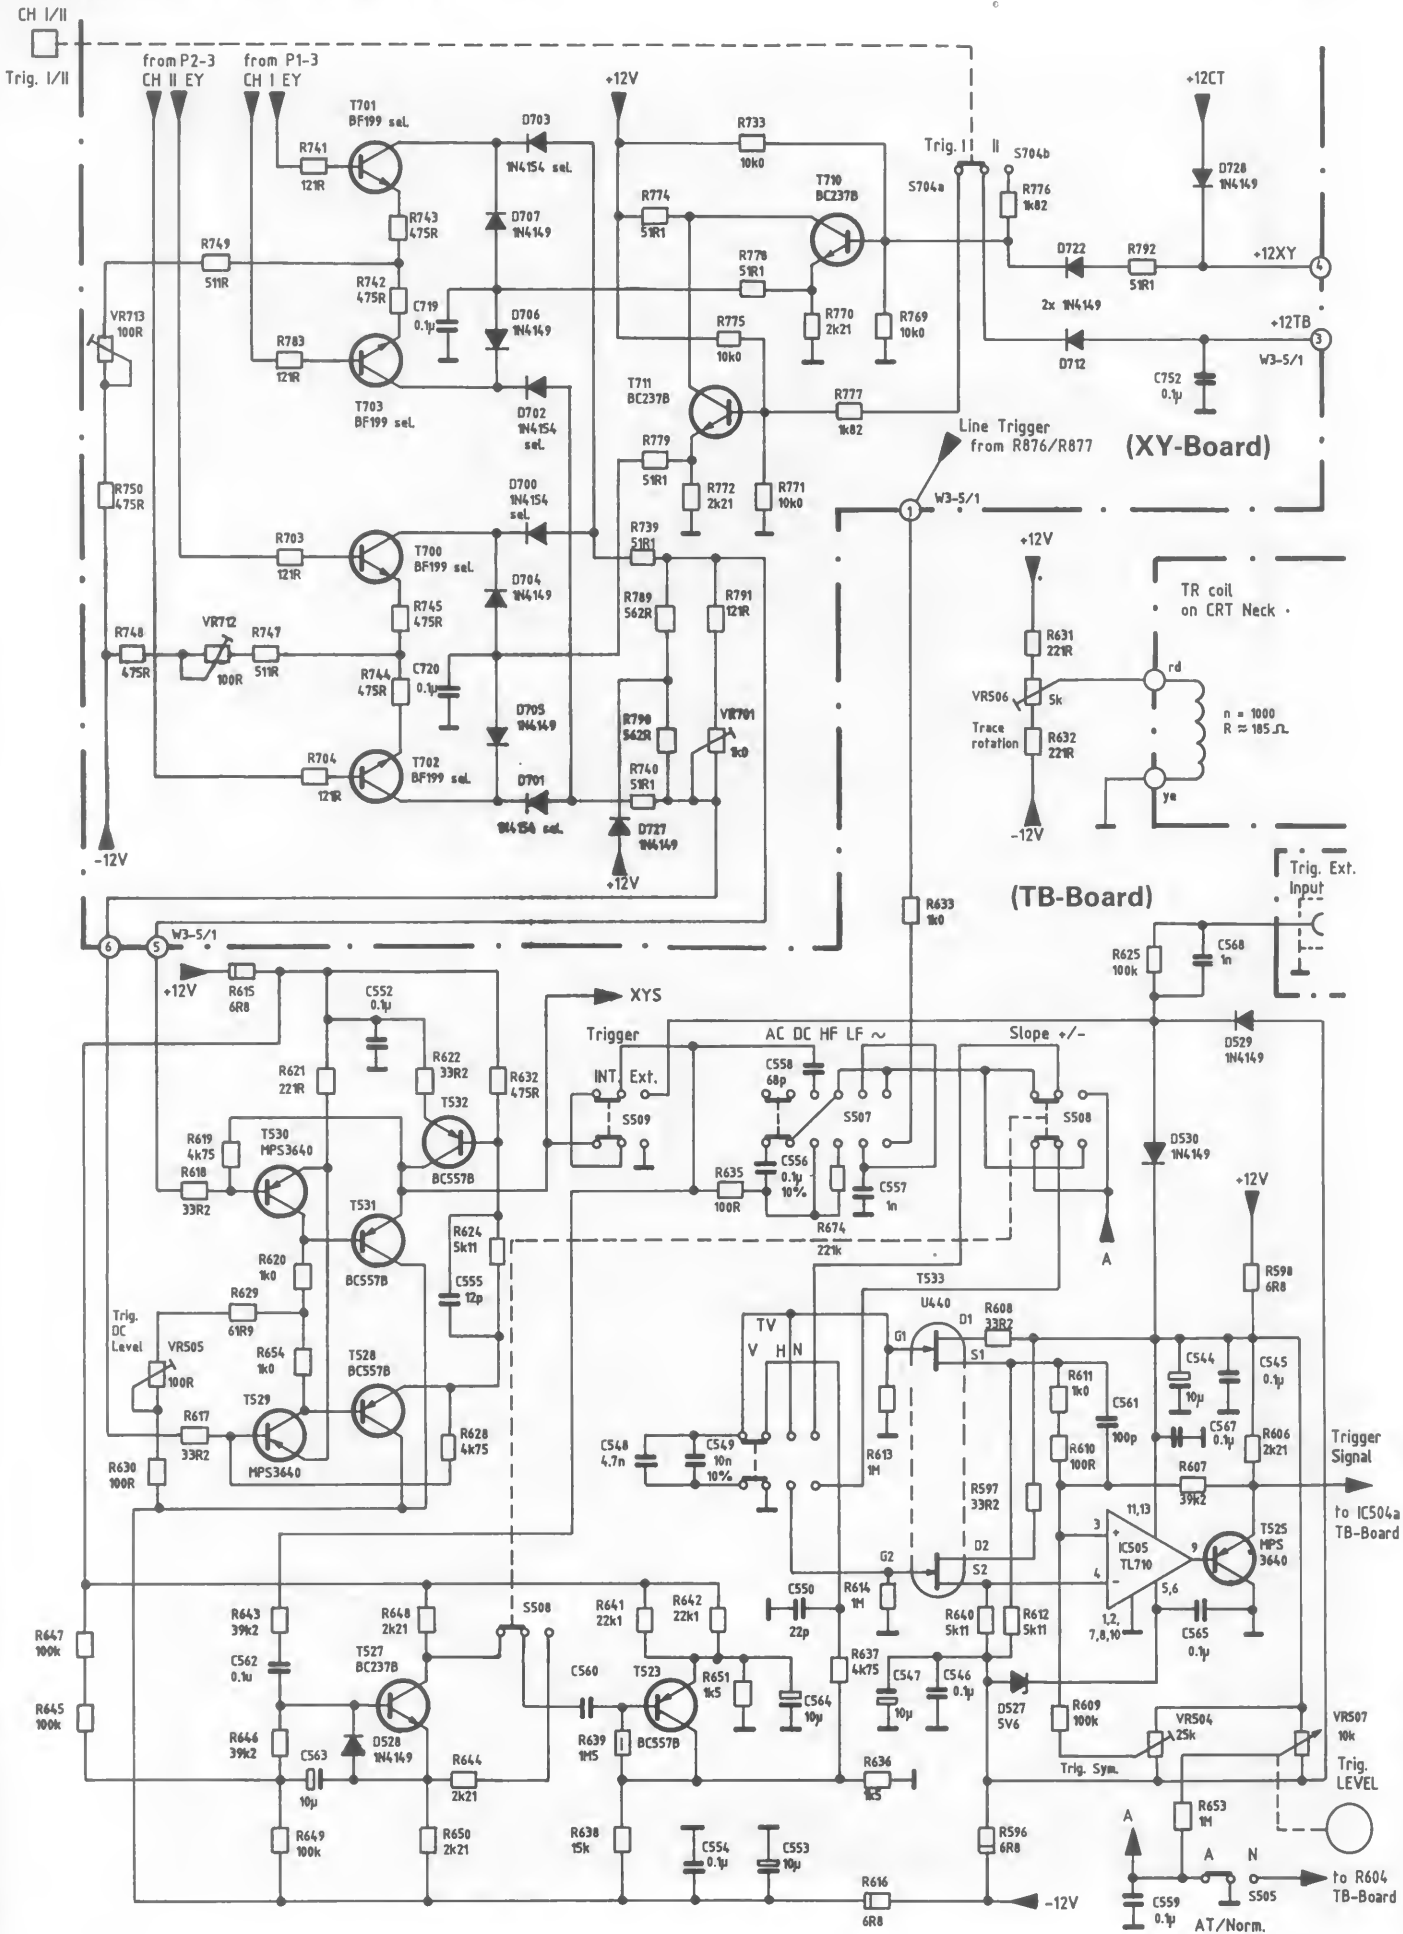 CH I/II
Trig. I/II
from P2-3
CH II EY
from P1-3
CH I EY
T701
BF199 sel.
R741
121R
D703
1N4154 sel.
+12V
R733
10k0
Trig. I
II
S704b
S704a
+12CT
D728
1N4149
R743
475R
D707
1N4149
R774
51R1
T710
BC237B
R776
1k82
R749
511R
R742
475R
C719
0.1µ
R778
51R1
D722
R792
51R1
+12XY
4
2x 1N4149
VR713
100R
R783
121R
D706
1N4149
R775
10k0
R770
2k21
R769
10k0
+12TB
3
W3-5/1
D712
C752
0.1µ
T703
BF199 sel.
D702
1N4154
sel.
T711
BC237B
R777
1k82
Line Trigger
from R876/R877
(XY-Board)
R779
51R1
R772
2k21
R771
10k0
W3-5/1
1
R750
475R
D700
1N4154
sel.
R739
51R1
+12V
R703
121R
T700
BF199 sel.
D704
1N4149
R789
562R
R791
121R
TR coil
on CRT Neck
R745
475R
R748
475R
VR712
100R
R747
511R
R744
475R
C720
0.1µ
R631
221R
rd
VR506
5k
Trace
rotation
R632
221R
n = 1000
R ≈ 185Ω
D705
1N4149
R790
562R
VR701
1k0
R704
121R
T702
BF199 sel.
R740
51R1
D701
1N4154 sel.
D727
1N4149
+12V
ye
-12V
-12V
(TB-Board)
Trig. Ext.
Input
R633
1k0
6
5
W3-5/1
R625
100k
C568
1n
+12V
R615
6R8
C552
0.1µ
XYS
Trigger
AC DC HF LF ~
Slope +/-
D529
1N4149
R621
221R
R622
33R2
R632
475R
INT. Ext.
C558
68p
T532
S509
S507
S508
R619
4k75
T530
MPS3640
BC557B
D530
1N4149
R618
33R2
R635
100R
C556
0.1µ
10%
C557
1n
+12V
T531
R624
5k11
R674
221k
A
R620
1k0
BC557B
C555
12p
R598
6R8
Trig.
DC
Level
R629
61R9
T533
U440
TV
V
H
N
G1
D1
R608
33R2
S1
VR505
100R
R654
1k0
T528
BC557B
C544
10µ
C545
0.1µ
T529
R611
1k0
C561
100p
R617
33R2
R628
4k75
C548
4.7n
C549
10n
10%
R613
1M
C567
0.1µ
R606
2k21
Trigger
Signal
R630
100R
MPS3640
R610
100R
R607
39k2
R597
33R2
to IC504a
TB-Board
11,13
3
+
IC505
TL710
9
4
-
5,6
1,2,
7,8,10
T525
MPS
3640
G2
D2
S2
R643
39k2
R648
2k21
S508
R641
22k1
R642
22k1
C550
22p
R614
1M
R640
5k11
R612
5k11
C565
0.1µ
R647
100k
C562
0.1u
T527
BC237B
C560
T523
R651
1k5
R637
4k75
C547
10µ
C546
0.1µ
C564
10µ
R645
100k
D527
5V6
R609
100k
VR504
25k
VR507
10k
R646
39k2
D528
1N4149
R639
1M5
BC557B
C563
10µ
R644
2k21
R636
1k5
Trig. Sym.
Trig.
LEVEL
R649
100k
R650
2k21
R638
15k
C554
0.1µ
C553
10µ
R596
6R8
R653
1M
A
A
N
R616
6R8
-12V
C559
0.1µ
S505
to R604
TB-Board
AT/Norm.